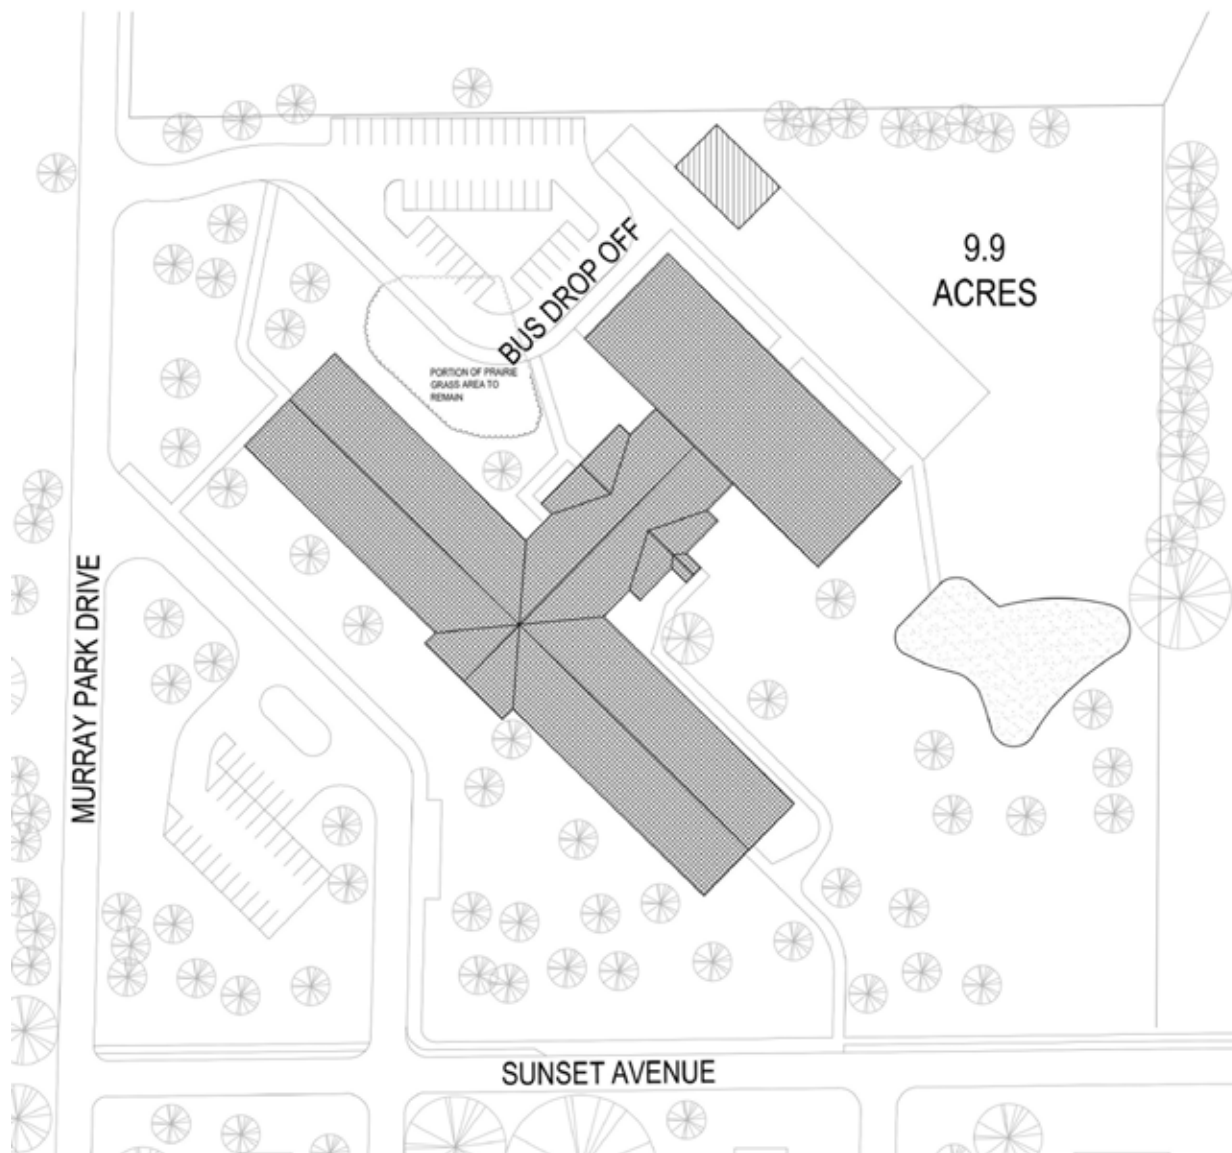 9.9
ACRES
BUS DROP OFF
PORTION OF PRAIRIE
GRASS AREA TO
REMAIN
MURRAY PARK DRIVE
SUNSET AVENUE